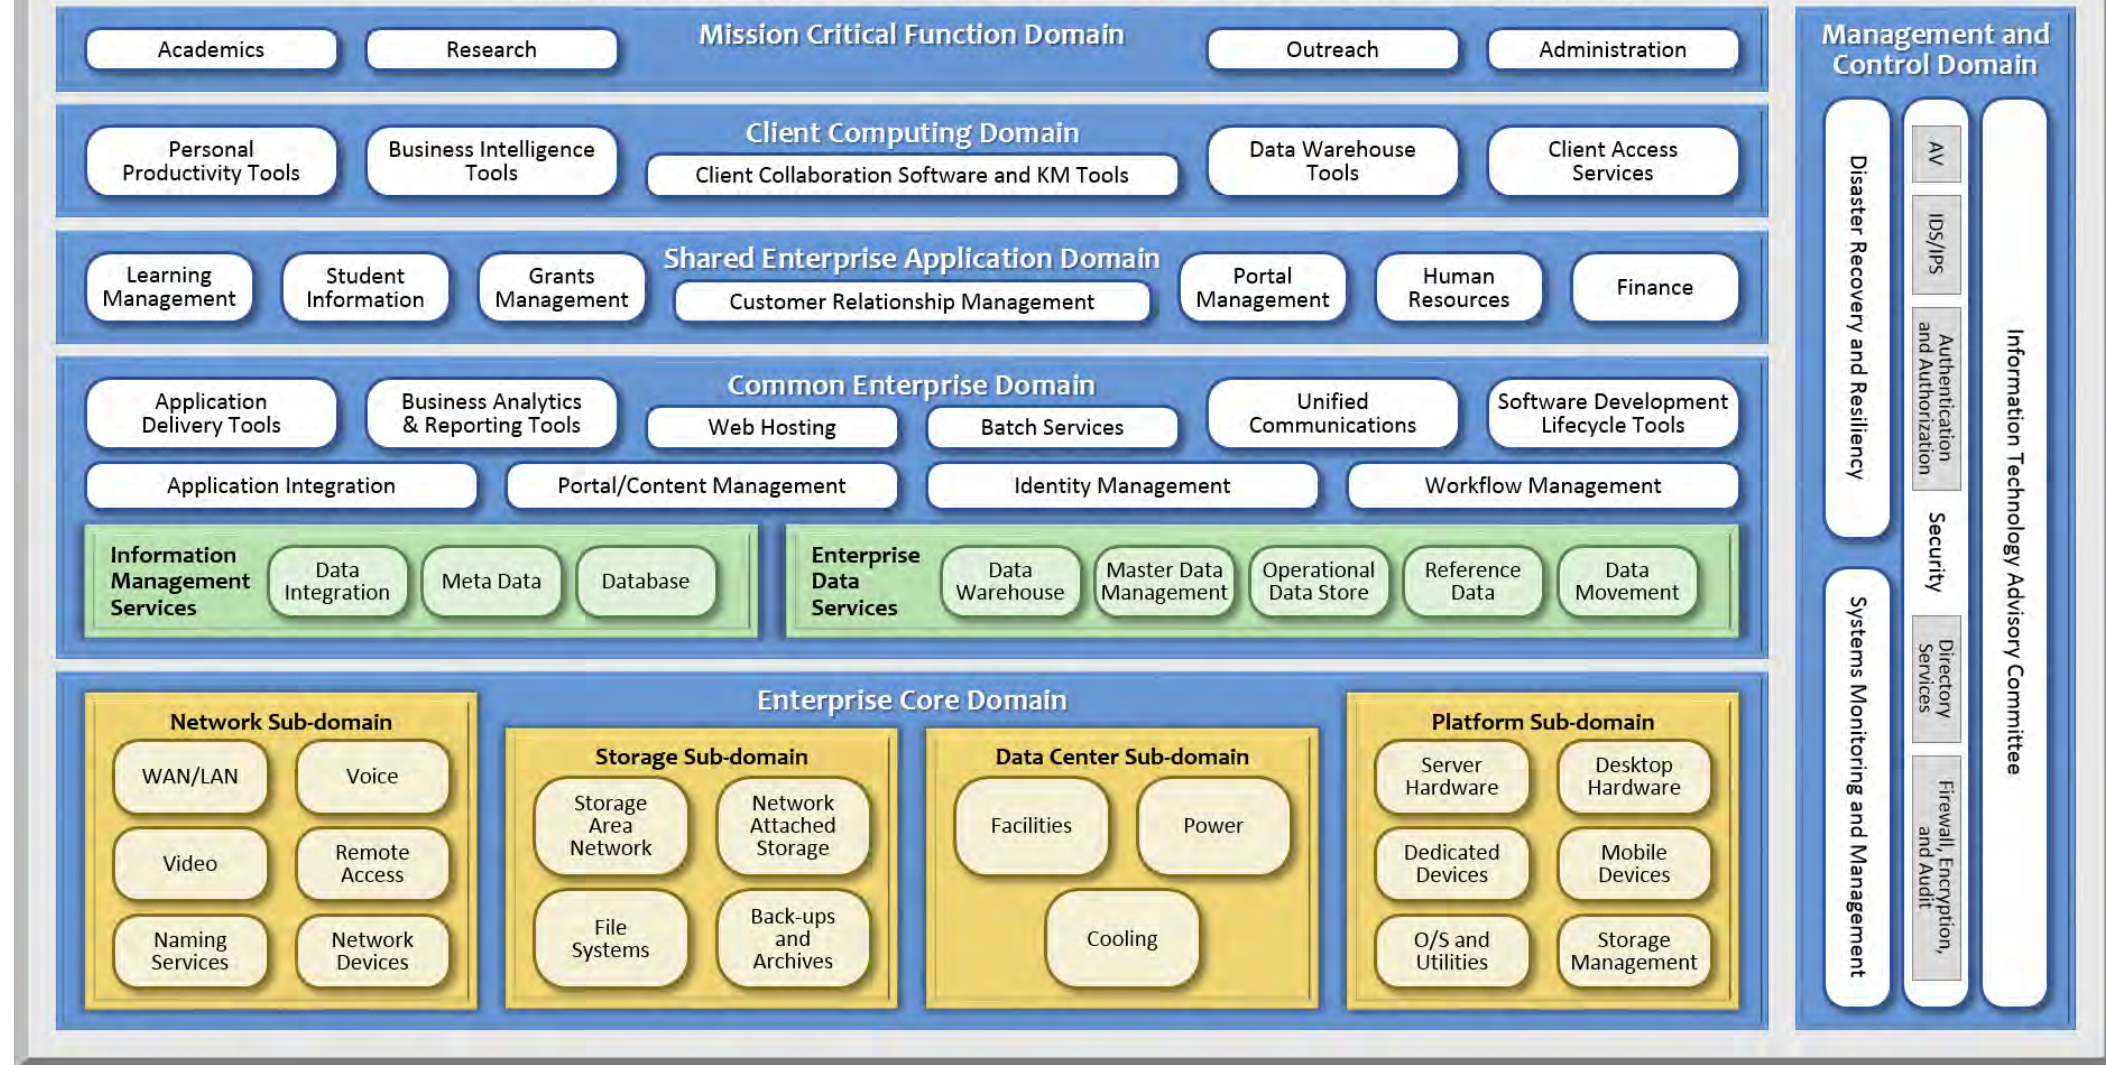 Mission Critical Function Domain
Academics
Research
Outreach
Administration
Client Computing Domain
Personal
Productivity Tools
Business Intelligence
Tools
Client Collaboration Software and KM Tools
Data Warehouse
Tools
Client Access
Services
Shared Enterprise Application Domain
Learning
Management
Student
Information
Grants
Management
Customer Relationship Management
Portal
Management
Human
Resources
Finance
Common Enterprise Domain
Application
Delivery Tools
Business Analytics
& Reporting Tools
Web Hosting
Batch Services
Unified
Communications
Software Development
Lifecycle Tools
Application Integration
Portal/Content Management
Identity Management
Workflow Management
Information
Management
Services
Data
Integration
Meta Data
Database
Enterprise
Data
Services
Data
Warehouse
Master Data
Management
Operational
Data Store
Reference
Data
Data
Movement
Enterprise Core Domain
Network Sub-domain
WAN/LAN
Voice
Video
Remote
Access
Naming
Services
Network
Devices
Storage Sub-domain
Storage
Area
Network
Network
Attached
Storage
File
Systems
Back-ups
and
Archives
Data Center Sub-domain
Facilities
Power
Cooling
Platform Sub-domain
Server
Hardware
Desktop
Hardware
Dedicated
Devices
Mobile
Devices
O/S and
Utilities
Storage
Management
Management and
Control Domain
Disaster Recovery and Resiliency
Systems Monitoring and Management
AV
IDS/IPS
Authentication
and Authorization
Security
Directory
Services
Firewall, Encryption,
and Audit
Information Technology Advisory Committee